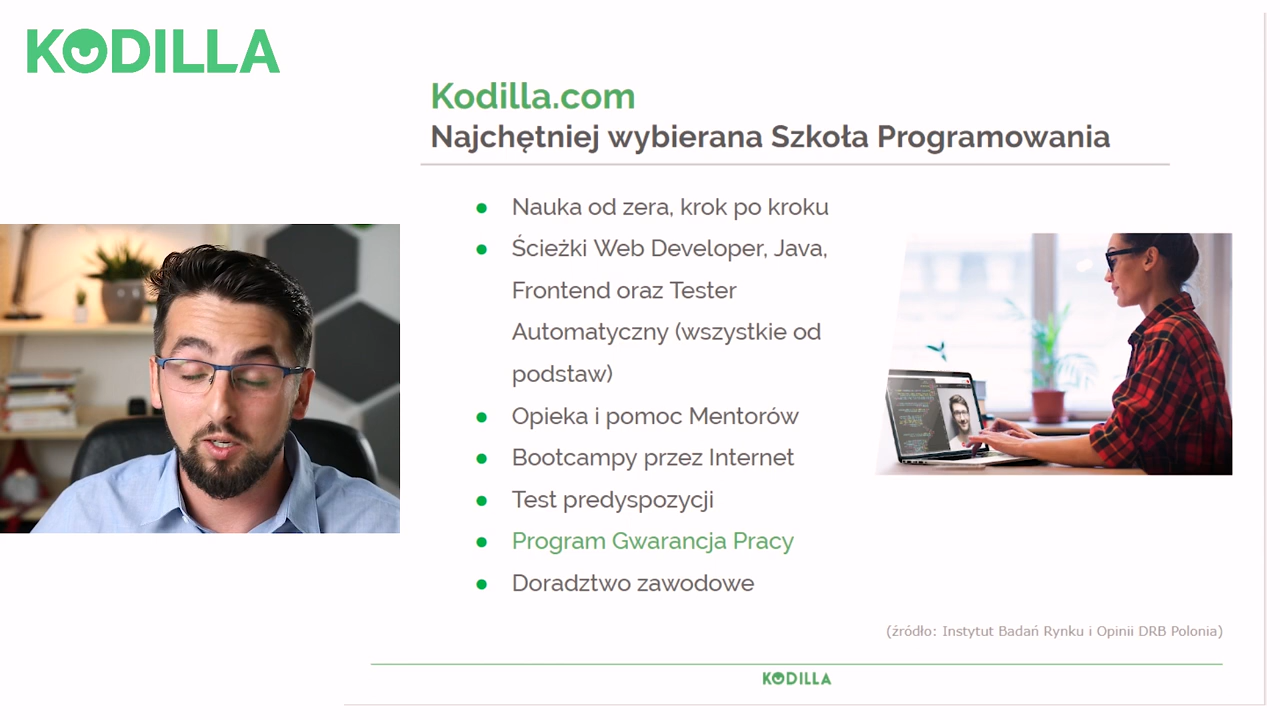 KODILLA
Kodilla.com
Najchętniej wybierana Szkoła Programowania
● Nauka od zera, krok po kroku
● Ścieżki Web Developer, Java,
Frontend oraz Tester
Automatyczny (wszystkie od
podstaw)
● Opieka i pomoc Mentorów
● Bootcampy przez Internet
● Test predyspozycji
● Program Gwarancja Pracy
● Doradztwo zawodowe
(źródło: Instytut Badań Rynku i Opinii DRB Polonia)
KODILLA